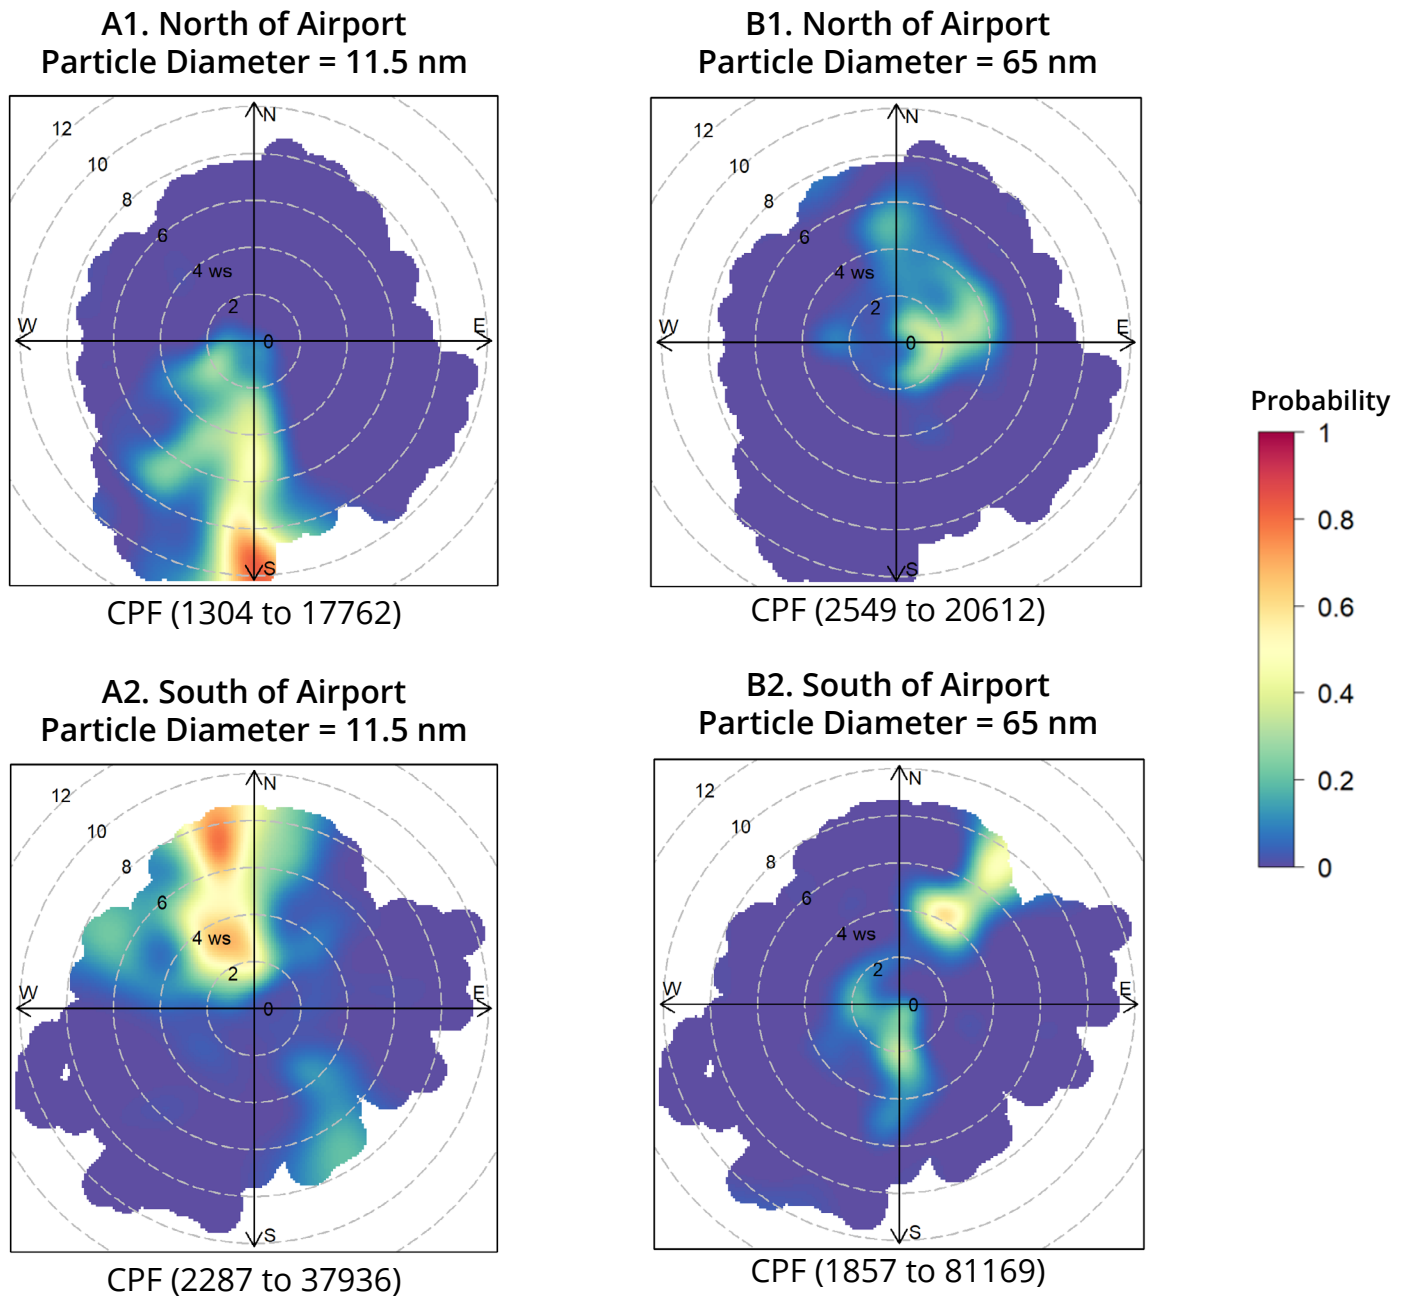 A1. North of Airport
Particle Diameter = 11.5 nm
B1. North of Airport
Particle Diameter = 65 nm
12
10
8
6
4 ws
2
0
N
W
E
S
CPF (1304 to 17762)
12
10
8
6
4 ws
2
0
N
W
E
S
CPF (2549 to 20612)
Probability
1
0.8
0.6
0.4
0.2
0
A2. South of Airport
Particle Diameter = 11.5 nm
B2. South of Airport
Particle Diameter = 65 nm
12
10
8
6
4 ws
2
0
N
W
E
S
CPF (2287 to 37936)
12
10
8
6
4 ws
2
0
N
W
E
S
CPF (1857 to 81169)